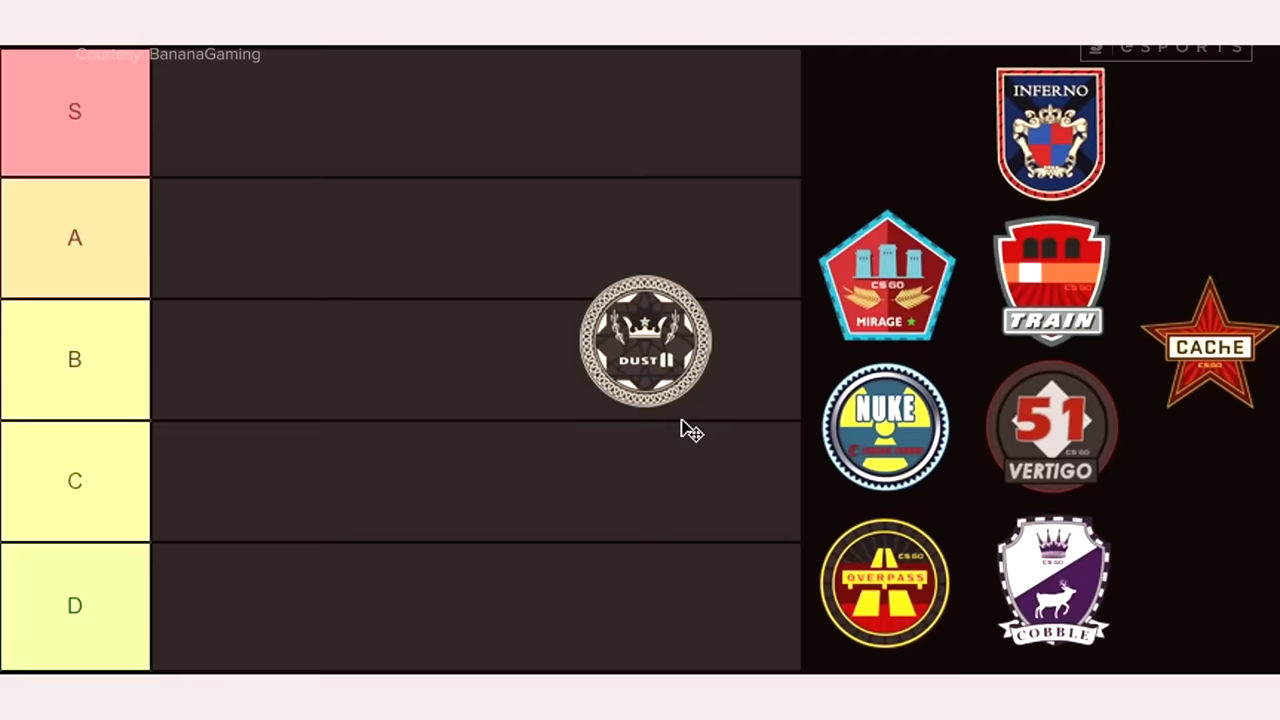 Courtesy: BananaGaming
eSPORTS
S
A
B
C
D
DUST II
INFERNO
CS GO
MIRAGE
CS GO
TRAIN
CAChE
CS GO
NUKE
51
CS GO
VERTIGO
CS GO
OVERPASS
CS GO
COBBLE